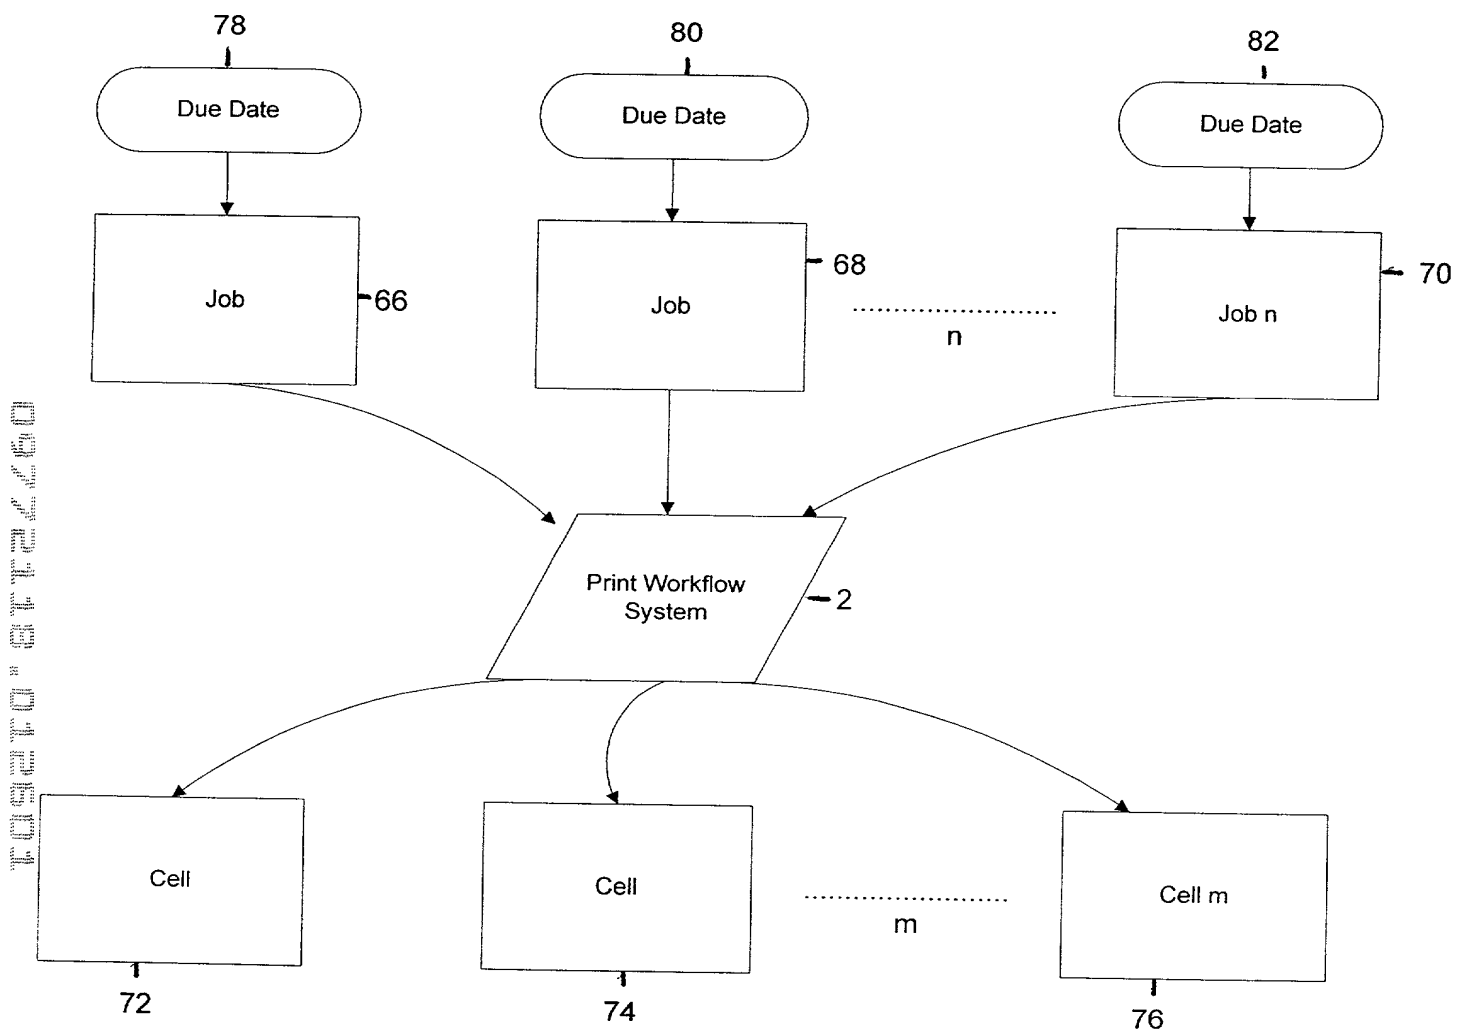 78
80
82
Due Date
Due Date
Due Date
Job
66
Job
68
n
Job n
70
Print Workflow
System
2
Cell
Cell
m
Cell m
72
74
76